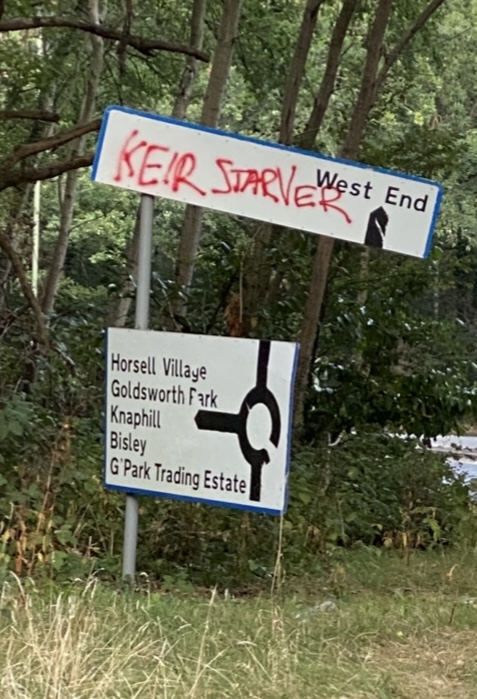 KEIR STARVER
West End
Horsell Village
Goldsworth Park
Knaphill
Bisley
G'Park Trading Estate